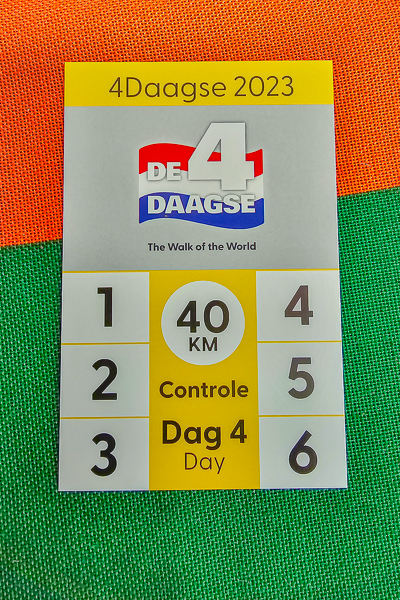 4Daagse 2023
DE 4
DAAGSE
The Walk of the World
1
2
3
40
KM
Controle
Dag 4
Day
4
5
6